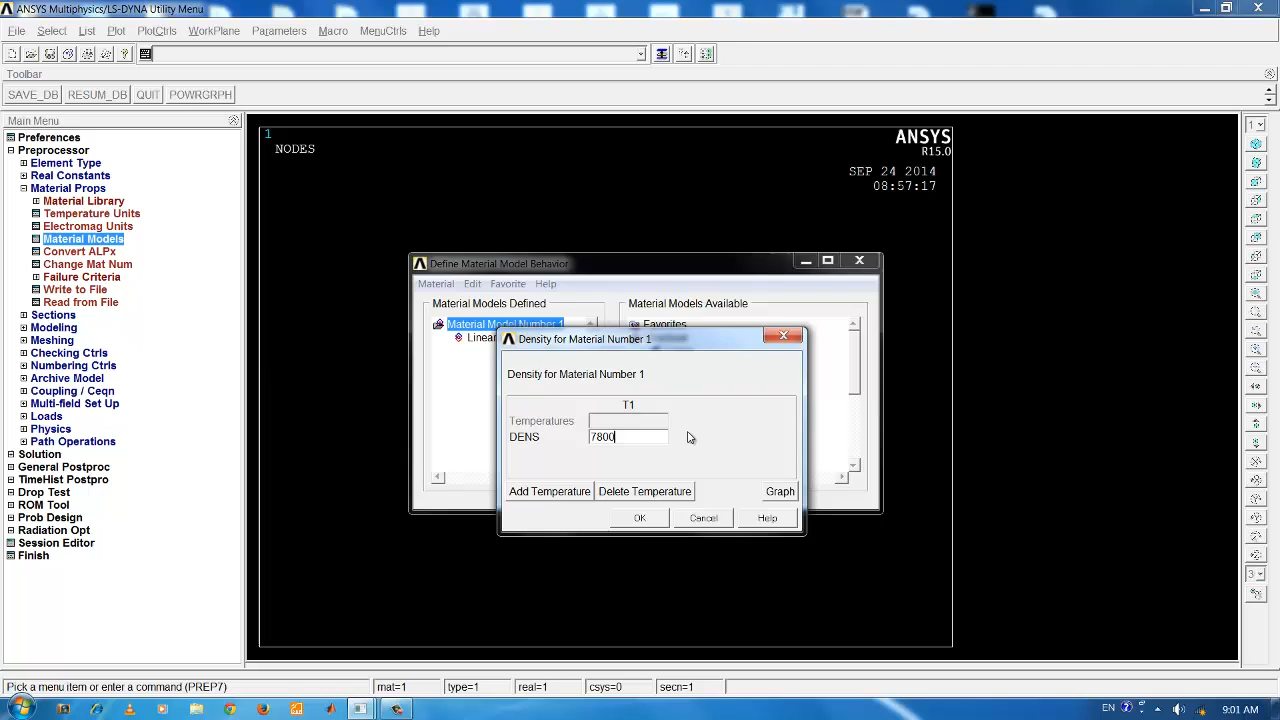 ANSYS Multiphysics/LS-DYNA Utility Menu
File Select List Plot PlotCtrls WorkPlane Parameters Macro MenuCtrls Help
Toolbar
SAVE_DB RESUM_DB QUIT POWRGRPH
Main Menu
Preferences
Preprocessor
Element Type
Real Constants
Material Props
Material Library
Temperature Units
Electromag Units
Material Models
Convert ALPx
Change Mat Num
Failure Criteria
Write to File
Read from File
Sections
Modeling
Meshing
Checking Ctrls
Numbering Ctrls
Archive Model
Coupling / Ceqn
Multi-field Set Up
Loads
Physics
Path Operations
Solution
General Postproc
TimeHist Postpro
Drop Test
ROM Tool
Prob Design
Radiation Opt
Session Editor
Finish
1
NODES
ANSYS
R15.0
SEP 24 2014
08:57:17
Define Material Model Behavior
Material Edit Favorite Help
Material Models Defined
Material Models Available
Material Model Number 1
Linear
Favorites
Density for Material Number 1
Density for Material Number 1
T1
Temperatures
DENS 7800
Add Temperature Delete Temperature Graph
OK Cancel Help
1
3
Pick a menu item or enter a command (PREP7) mat=1 type=1 real=1 csys=0 secn=1
EN 9:01 AM